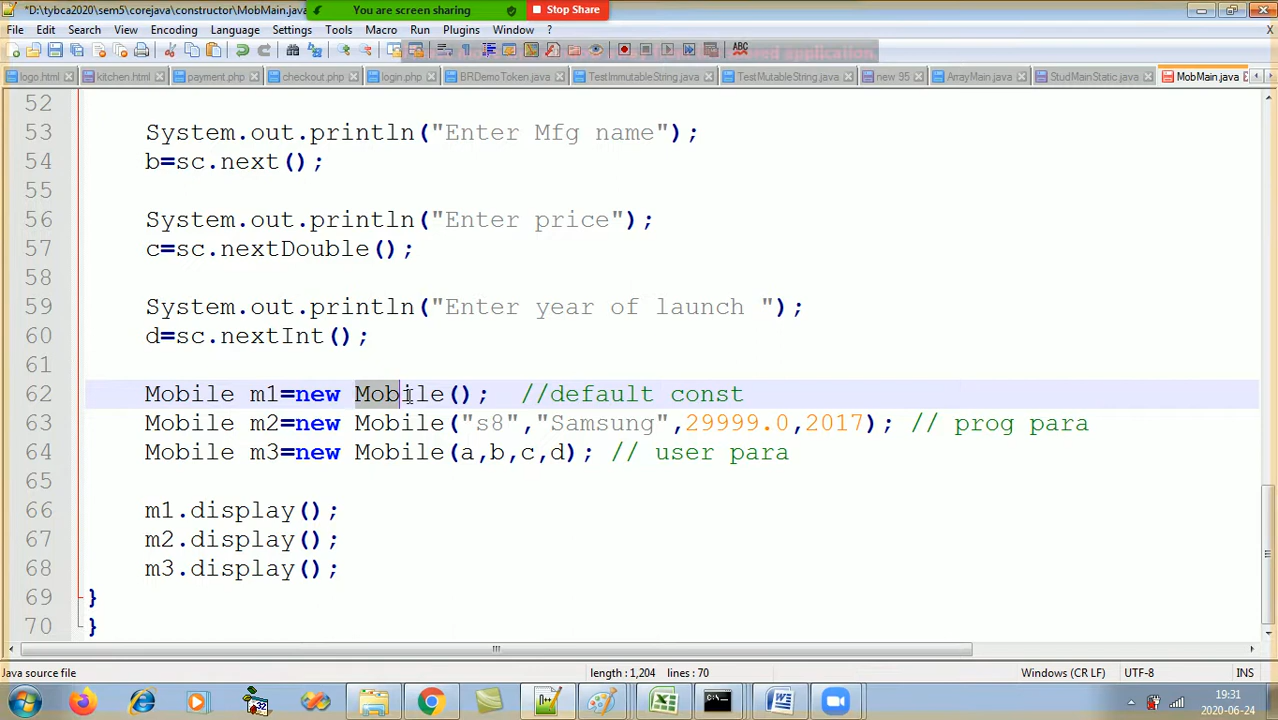 *D:\tybca2020\sem5\corejava\constructor\MobMain.java
You are screen sharing
Stop Share
File Edit Search View Encoding Language Settings Tools Macro Run Plugins Window ?
X
logo.html kitchen.html payment.php checkout.php login.php BRDemoToken.java TestImmutableString.java TestMutableString.java new 95 ArrayMain.java StudMainStatic.java MobMain.java
52
53 System.out.println("Enter Mfg name");
54 b=sc.next();
55
56 System.out.println("Enter price");
57 c=sc.nextDouble();
58
59 System.out.println("Enter year of launch ");
60 d=sc.nextInt();
61
62 Mobile m1=new Mobile(); //default const
63 Mobile m2=new Mobile("s8","Samsung",29999.0,2017); // prog para
64 Mobile m3=new Mobile(a,b,c,d); // user para
65
66 m1.display();
67 m2.display();
68 m3.display();
69 }
70 }
Java source file length : 1,204 lines : 70 Windows (CR LF) UTF-8 INS
19:31
2020-06-24